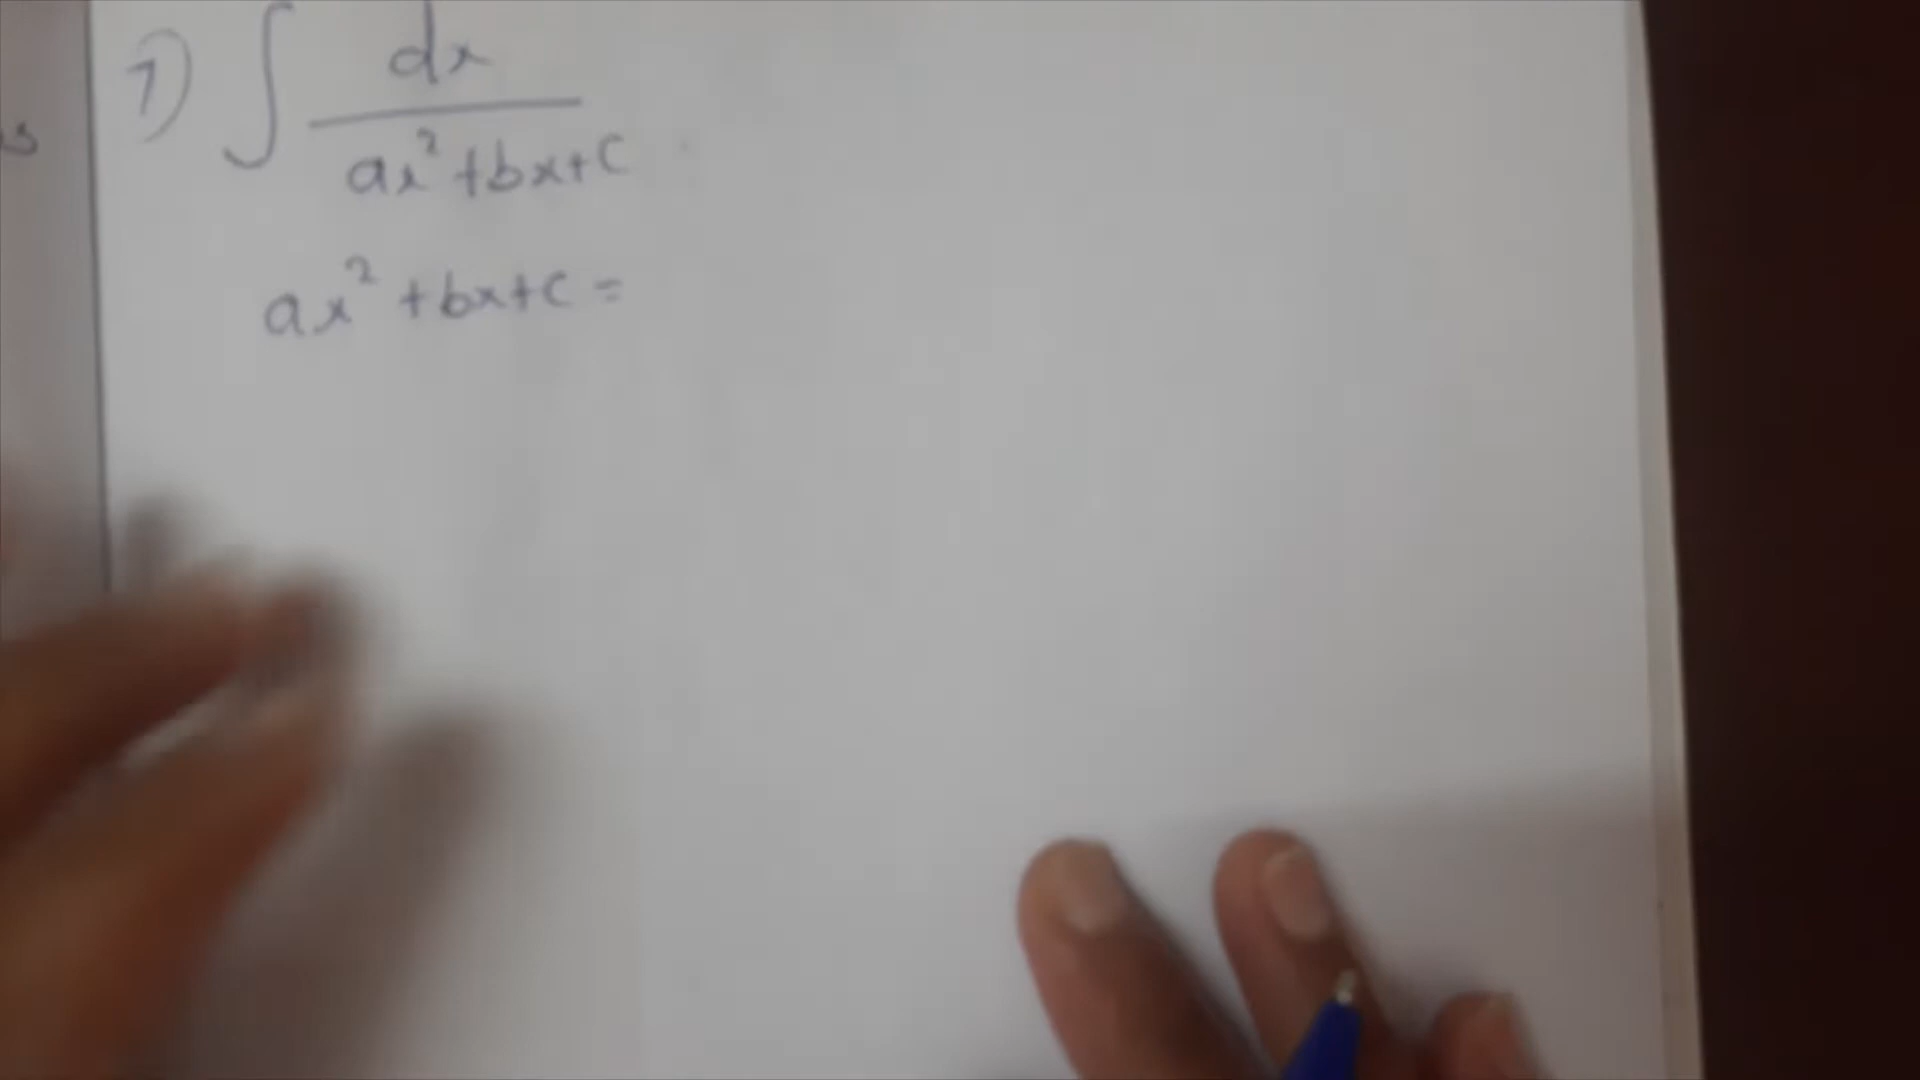 7) ∫ dx
ax² + bx + c
ax² + bx + c =